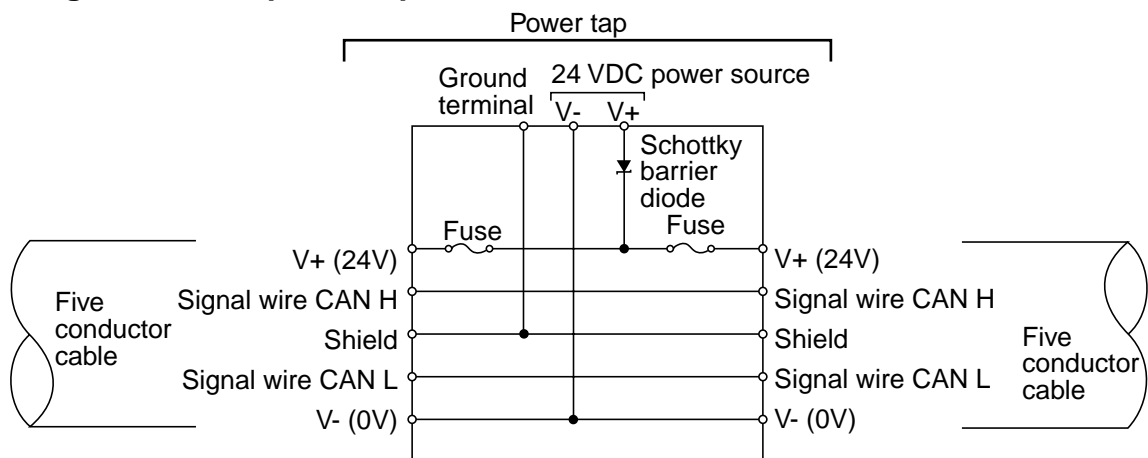 Power tap
Ground
terminal
24 VDC power source
V-
V+
Schottky
barrier
diode
Fuse
Fuse
V+ (24V)
V+ (24V)
Signal wire CAN H
Signal wire CAN H
Five
conductor
cable
Shield
Shield
Five
conductor
cable
Signal wire CAN L
Signal wire CAN L
V- (0V)
V- (0V)